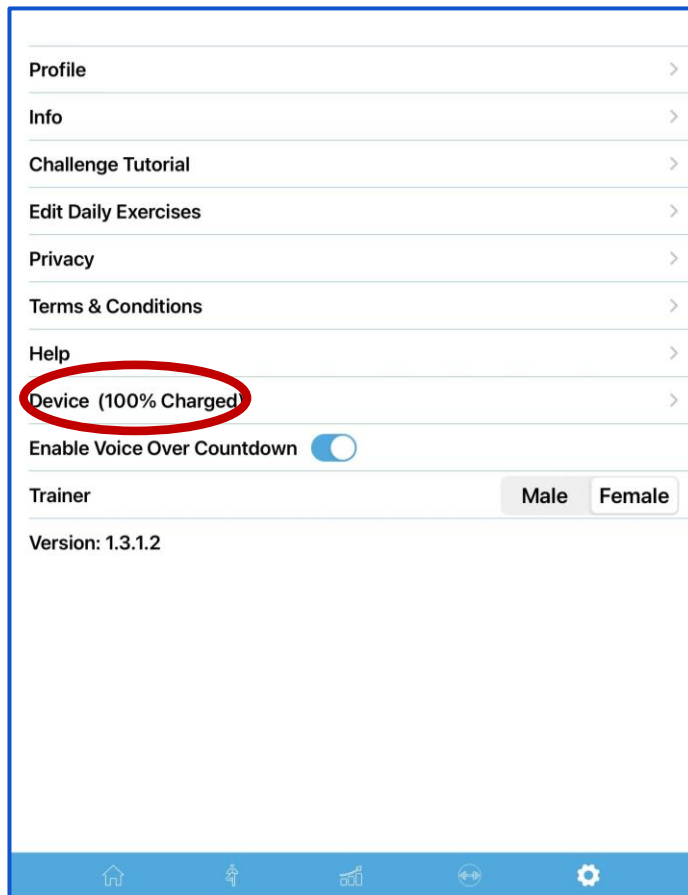 Profile
Info
Challenge Tutorial
Edit Daily Exercises
Privacy
Terms & Conditions
Help
Device (100% Charged)
Enable Voice Over Countdown
Trainer Male Female
Version: 1.3.1.2